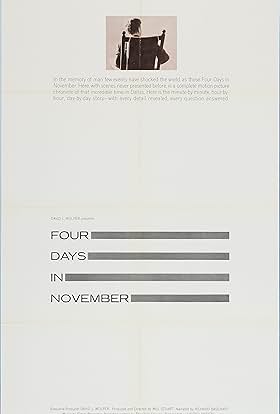 In the memory of man few events have shocked the world as those Four Days in
November. Here, with scenes never presented before, is a complete motion picture
chronicle of that incredible time in Dallas. Here is the minute-by-minute, hour-by-
hour, day-by-day story—with every detail revealed, every question answered.
DAVID L. WOLPER presents
FOUR
DAYS
IN
NOVEMBER
Executive Producer DAVID L. WOLPER Produced and Directed by MEL STUART Narrated by RICHARD BASEHART